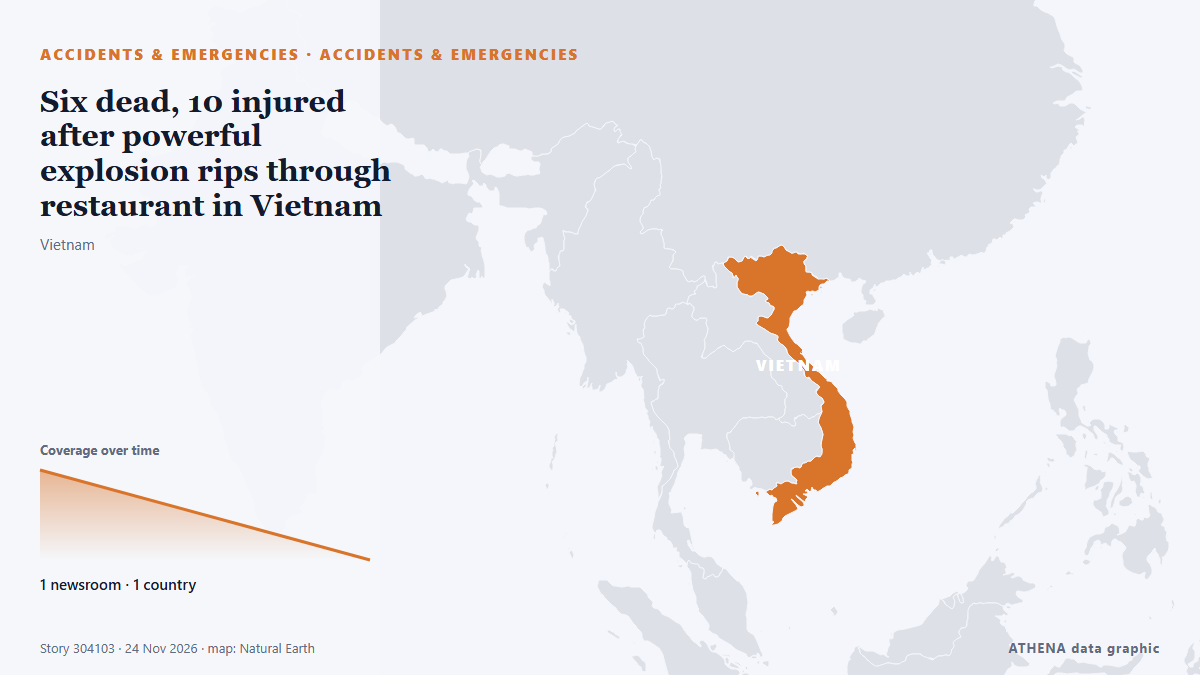 ACCIDENTS & EMERGENCIES · ACCIDENTS & EMERGENCIES
Six dead, 10 injured
after powerful
explosion rips through
restaurant in Vietnam
Vietnam
VIETNAM
Coverage over time
1 newsroom · 1 country
Story 304103 · 24 Nov 2026 · map: Natural Earth
ATHENA data graphic